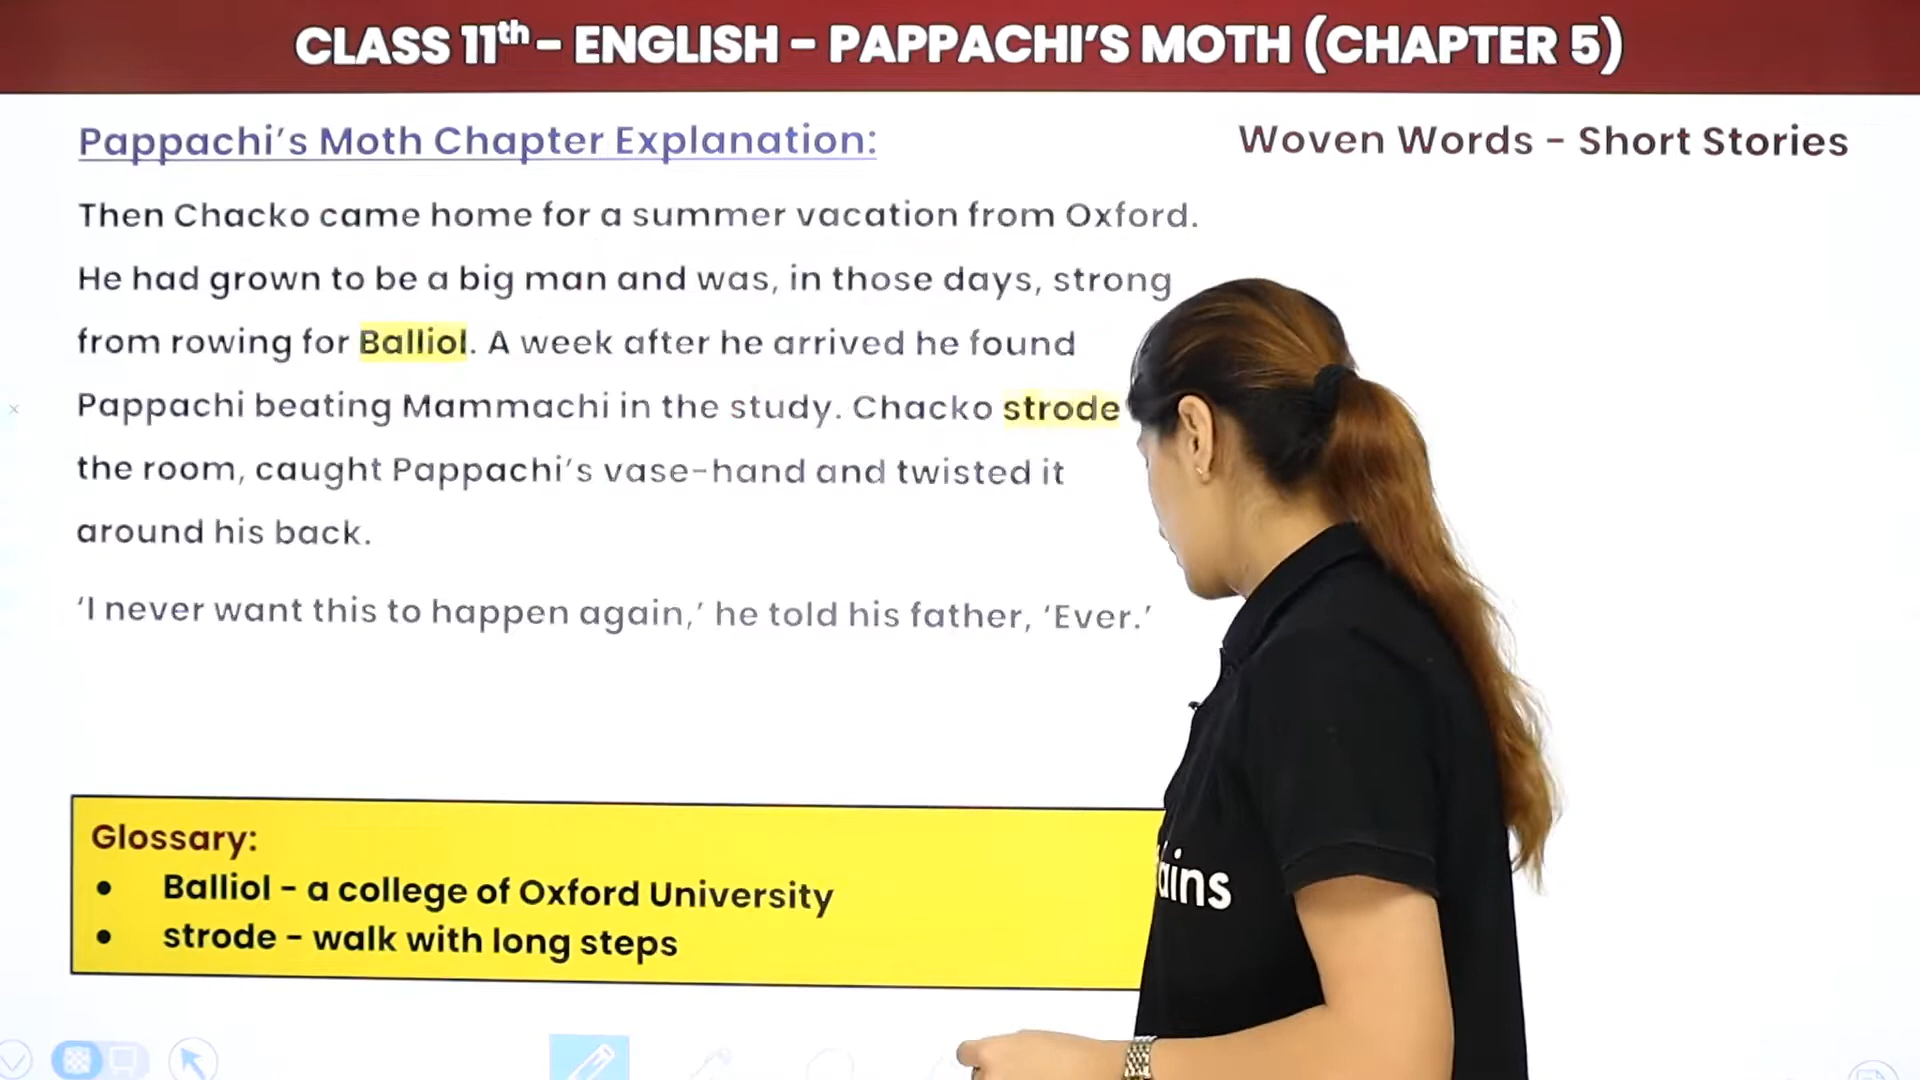 CLASS 11th – ENGLISH – PAPPACHI'S MOTH (CHAPTER 5)
Pappachi's Moth Chapter Explanation:
Woven Words – Short Stories
Then Chacko came home for a summer vacation from Oxford.
He had grown to be a big man and was, in those days, strong
from rowing for Balliol. A week after he arrived he found
Pappachi beating Mammachi in the study. Chacko strode
the room, caught Pappachi's vase-hand and twisted it
around his back.
'I never want this to happen again,' he told his father, 'Ever.'
Glossary:
● Balliol – a college of Oxford University
● strode – walk with long steps